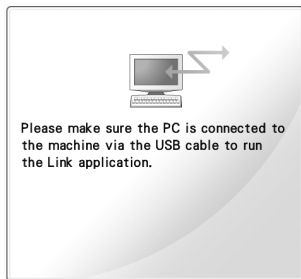 Please make sure the PC is connected to
the machine via the USB cable to run
the Link application.